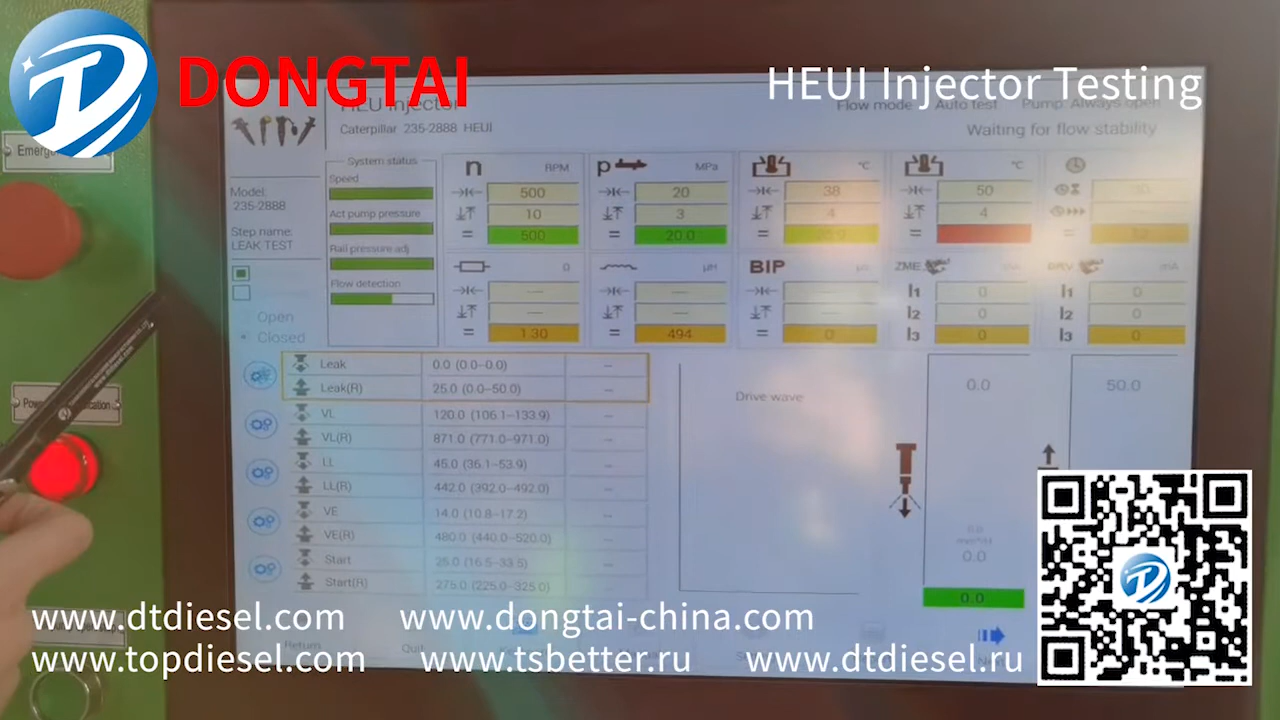 DONGTAI
HEUI Injector Testing
HEUI Injector
Flow mode Auto test Pump: Always open
Caterpillar 235-2888 HEUI
Waiting for flow stability
Model:
235-2888
Step name:
LEAK TEST
Open
Closed
System status
Speed
Act pump pressure
Rail pressure adj
Flow detection
n RPM
500
10
= 500
p MPa
20
3
= 20.0
°C
38
4
=
°C
50
4
=
Ω
---
---
= 1.30
μH
---
---
= 494
BIP
---
---
= 0
ZME
I1 0
I2 0
I3 0
DRV mA
I1 0
I2 0
I3 0
Leak 0.0 (0.0--0.0) --
Leak(R) 25.0 (0.0--50.0) --
VL 120.0 (106.1--133.9) --
VL(R) 871.0 (771.0--971.0) --
LL 45.0 (36.1--53.9) --
LL(R) 442.0 (392.0--492.0) --
VE 14.0 (10.8--17.2) --
VE(R) 480.0 (440.0--520.0) --
Start 25.0 (16.5--33.5) --
Start(R) 275.0 (225.0--325.0) --
Drive wave
0.0
50.0
0.0
0.0
0.0
www.dtdiesel.com www.dongtai-china.com
Return
Quit
www.topdiesel.com www.tsbetter.ru www.dtdiesel.ru